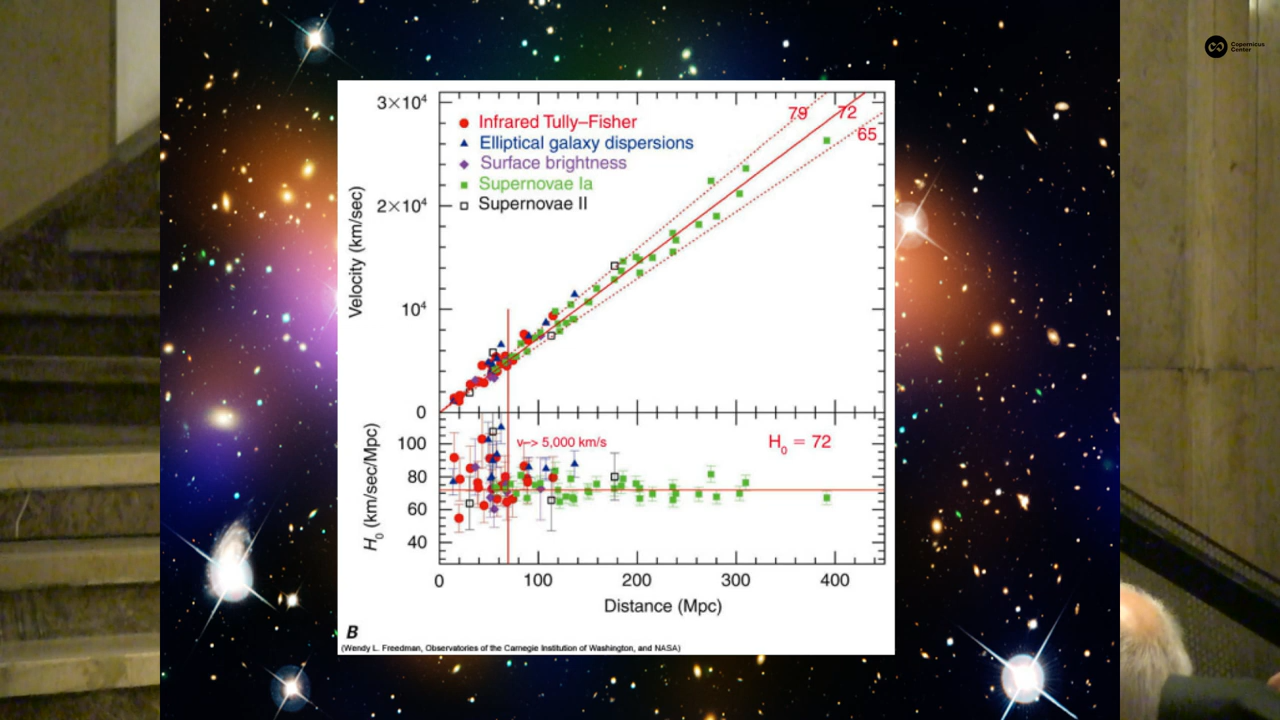 Copernicus
Center
3×10⁴
2×10⁴
10⁴
0
Velocity (km/sec)
Infrared Tully–Fisher
Elliptical galaxy dispersions
Surface brightness
Supernovae Ia
Supernovae II
79
72
65
100
80
60
40
H₀ (km/sec/Mpc)
v–> 5,000 km/s
H₀ = 72
0 100 200 300 400
Distance (Mpc)
B
(Wendy L. Freedman, Observatories of the Carnegie Institution of Washington, and NASA)